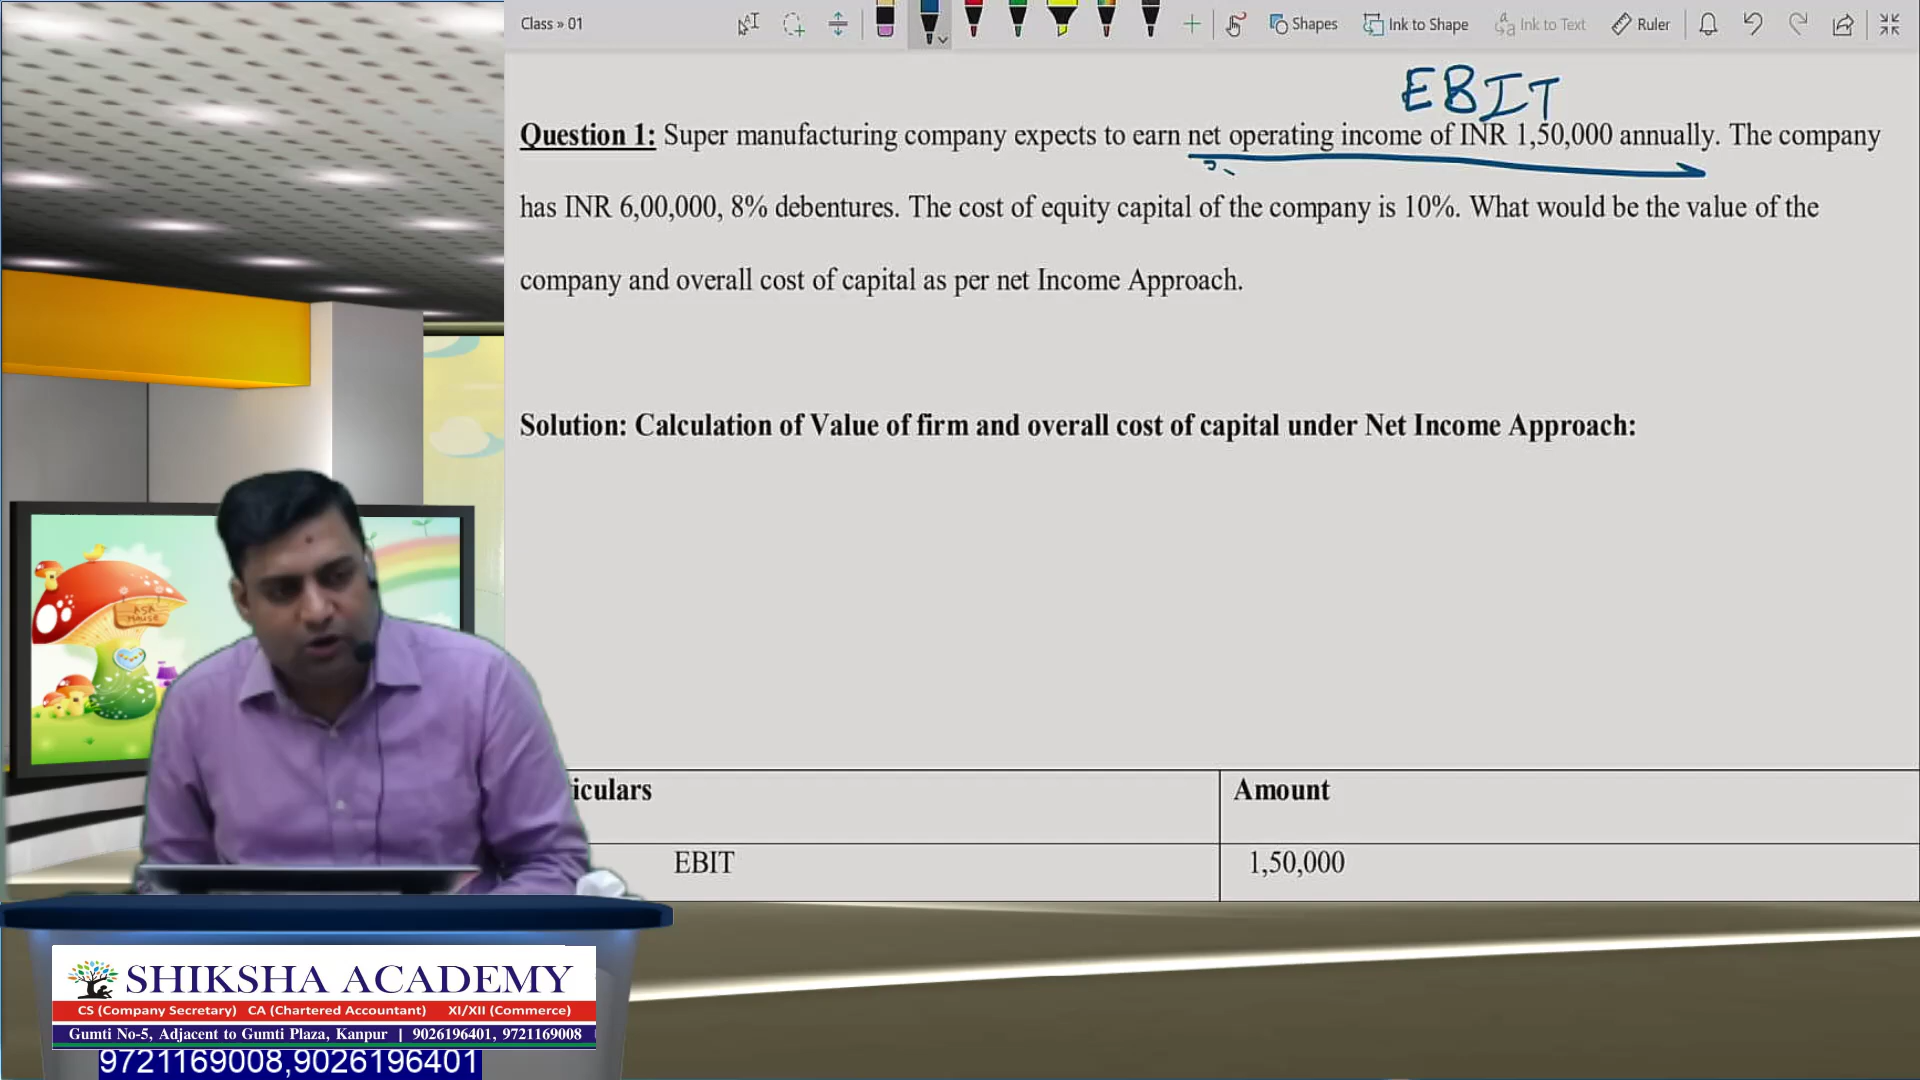 Class » 01
Shapes
Ink to Shape
Ink to Text
Ruler
EBIT
Question 1: Super manufacturing company expects to earn net operating income of INR 1,50,000 annually. The company
has INR 6,00,000, 8% debentures. The cost of equity capital of the company is 10%. What would be the value of the
company and overall cost of capital as per net Income Approach.
Solution: Calculation of Value of firm and overall cost of capital under Net Income Approach:
iculars Amount
EBIT 1,50,000
SHIKSHA ACADEMY
CS (Company Secretary) CA (Chartered Accountant) XI/XII (Commerce)
Gumti No-5, Adjacent to Gumti Plaza, Kanpur | 9026196401, 9721169008
9721169008,9026196401